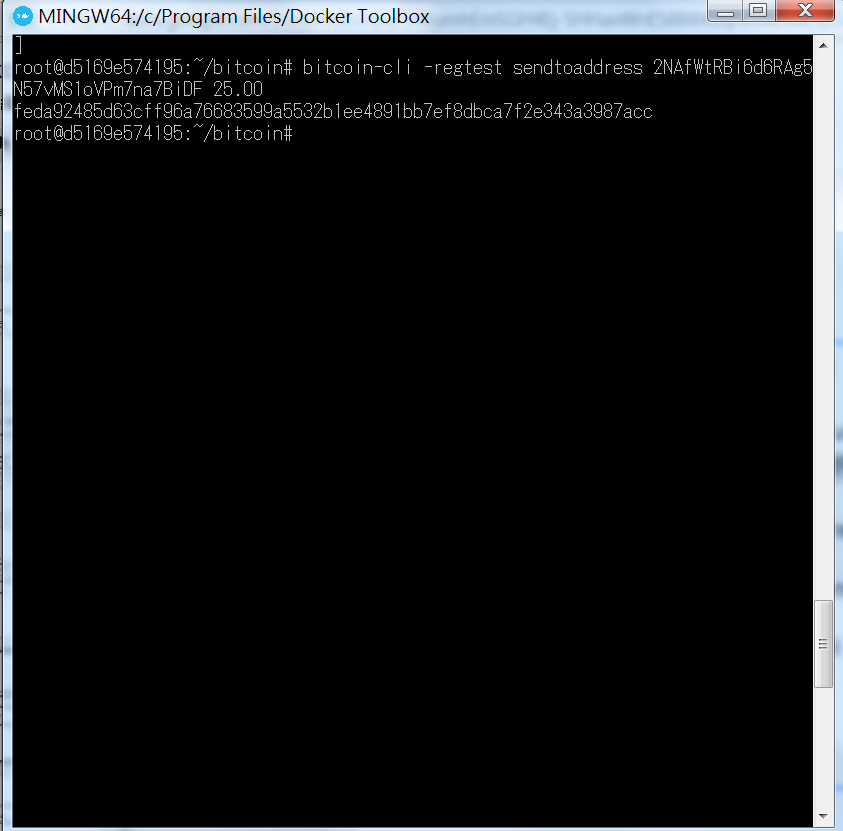 MINGW64:/c/Program Files/Docker Toolbox
]
root@d5169e574195:~/bitcoin# bitcoin-cli -regtest sendtoaddress 2NAfWtRBi6d6RAg5
N57vMS1oVPm7na7BiDF 25.00
feda92485d63cff96a76683599a5532b1ee4891bb7ef8dbca7f2e343a3987acc
root@d5169e574195:~/bitcoin#